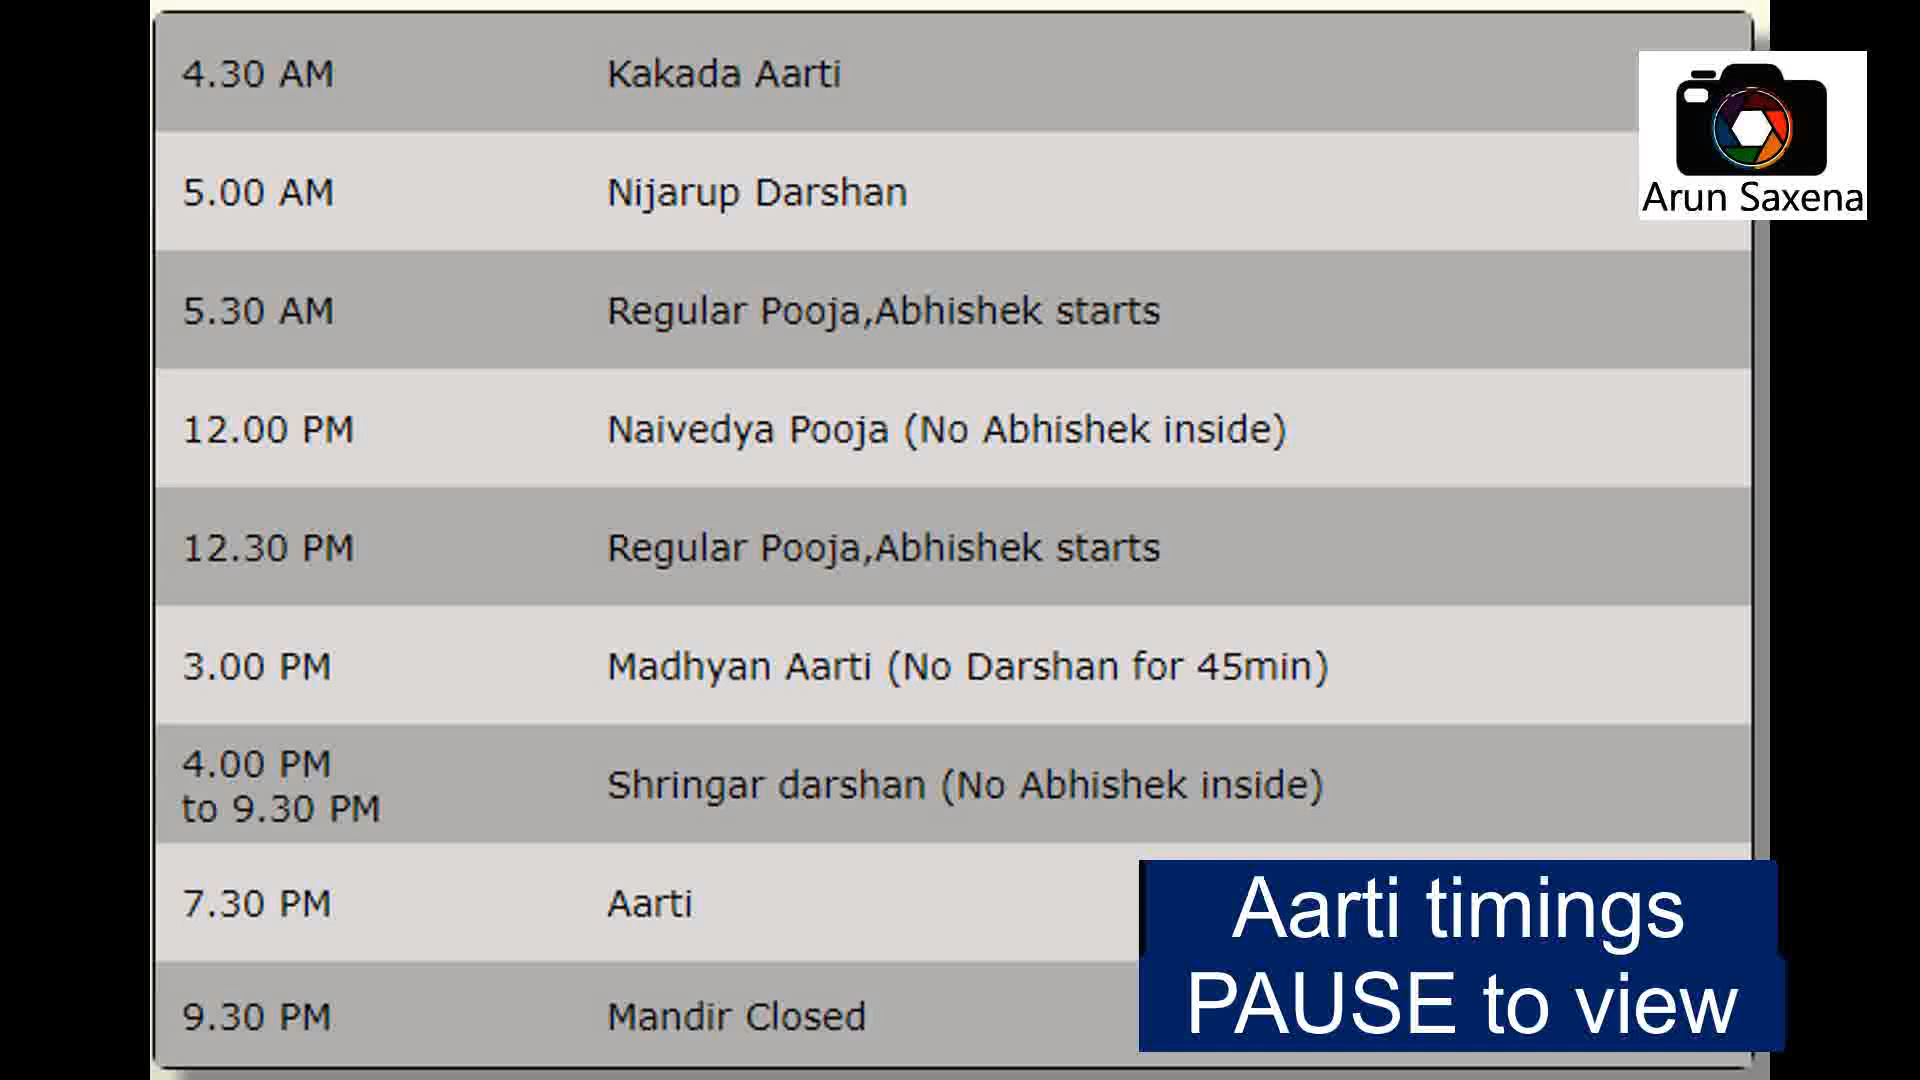 4.30 AM Kakada Aarti
5.00 AM Nijarup Darshan
5.30 AM Regular Pooja,Abhishek starts
12.00 PM Naivedya Pooja (No Abhishek inside)
12.30 PM Regular Pooja,Abhishek starts
3.00 PM Madhyan Aarti (No Darshan for 45min)
4.00 PM
to 9.30 PM Shringar darshan (No Abhishek inside)
7.30 PM Aarti
9.30 PM Mandir Closed
Arun Saxena
Aarti timings
PAUSE to view